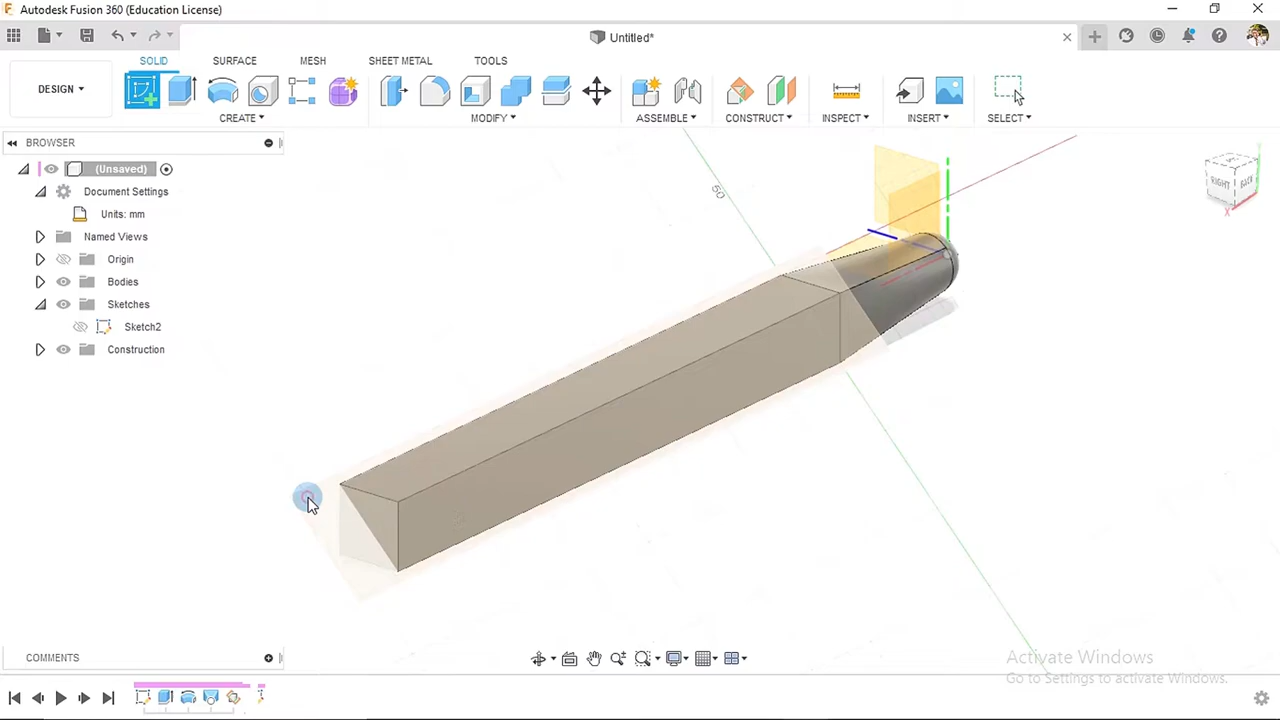 Autodesk Fusion 360 (Education License)
Untitled*
SOLID SURFACE MESH SHEET METAL TOOLS
DESIGN
CREATE MODIFY ASSEMBLE CONSTRUCT INSPECT INSERT SELECT
BROWSER
(Unsaved)
Document Settings
Units: mm
Named Views
Origin
Bodies
Sketches
Sketch2
Construction
50
RIGHT BACK
X
COMMENTS
Activate Windows
Go to Settings to activate Windows.